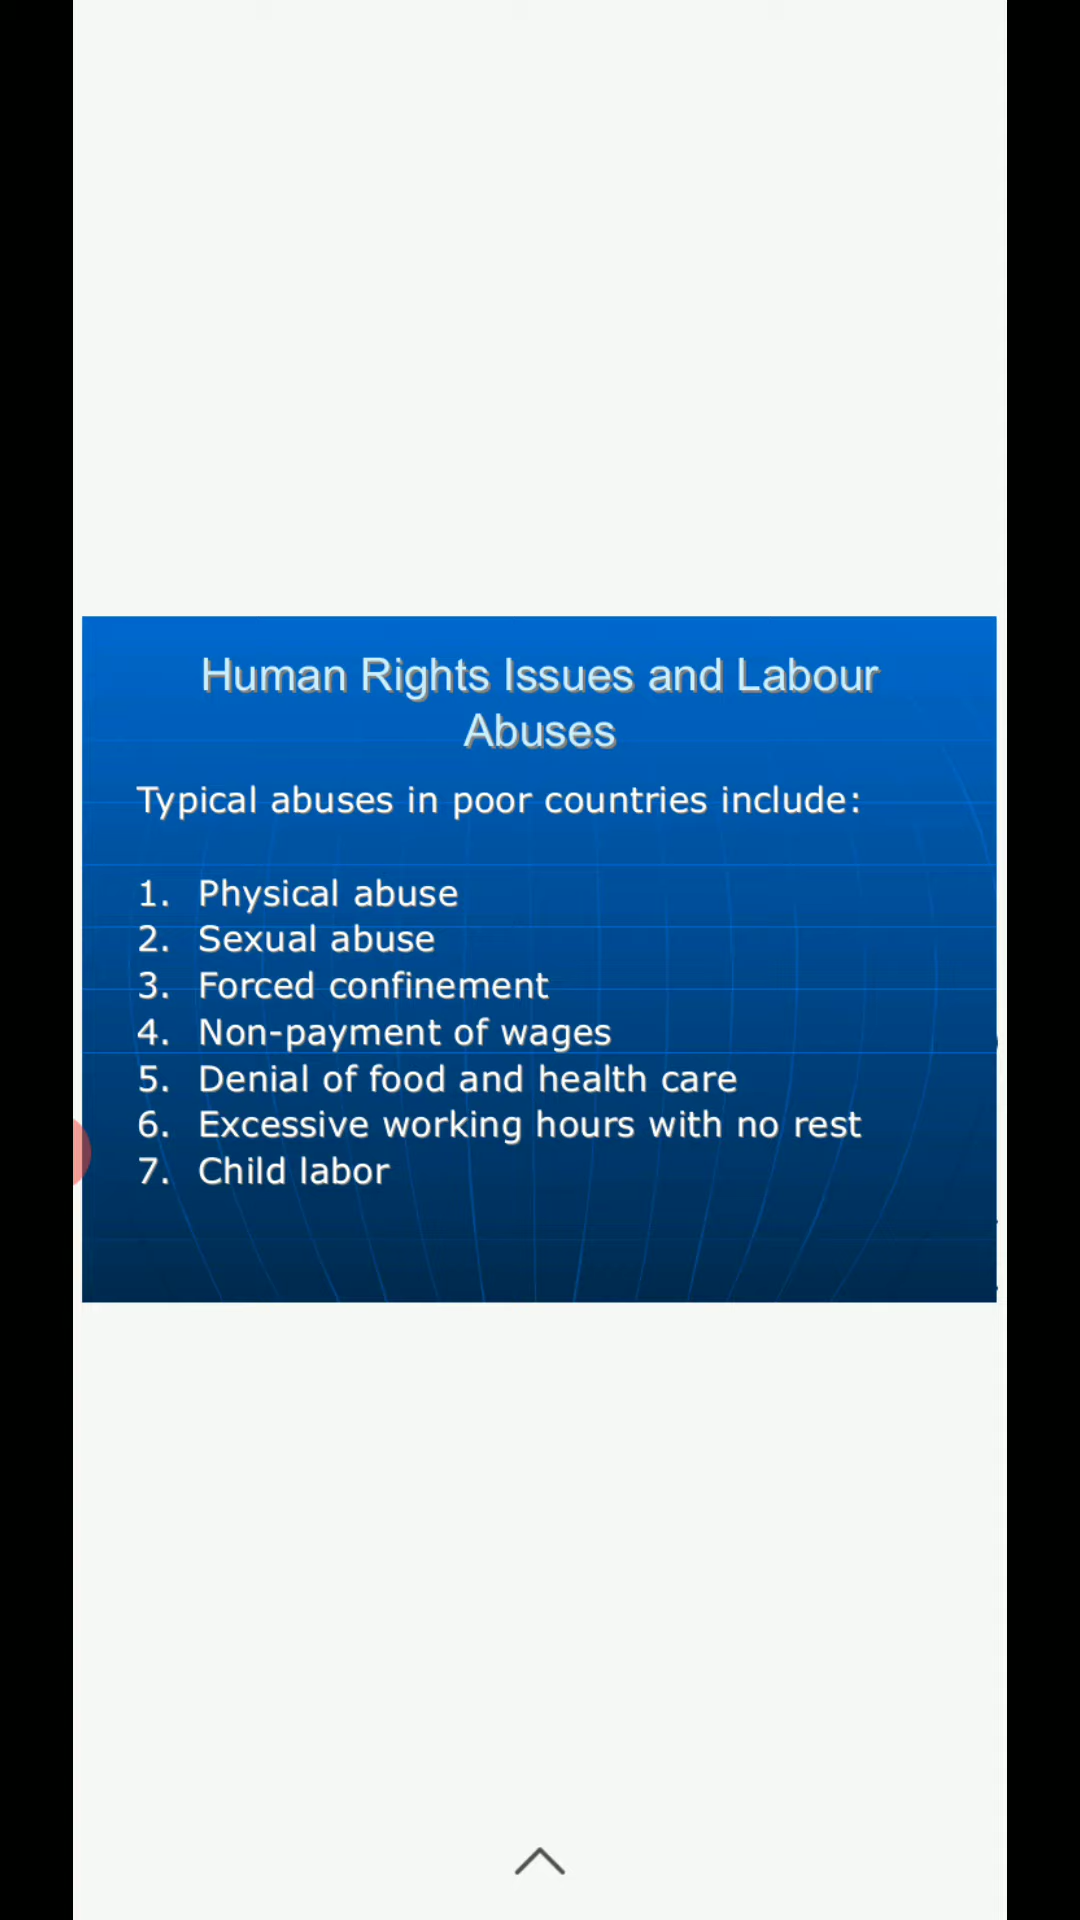 Human Rights Issues and Labour
Abuses
Typical abuses in poor countries include:
1. Physical abuse
2. Sexual abuse
3. Forced confinement
4. Non-payment of wages
5. Denial of food and health care
6. Excessive working hours with no rest
7. Child labor